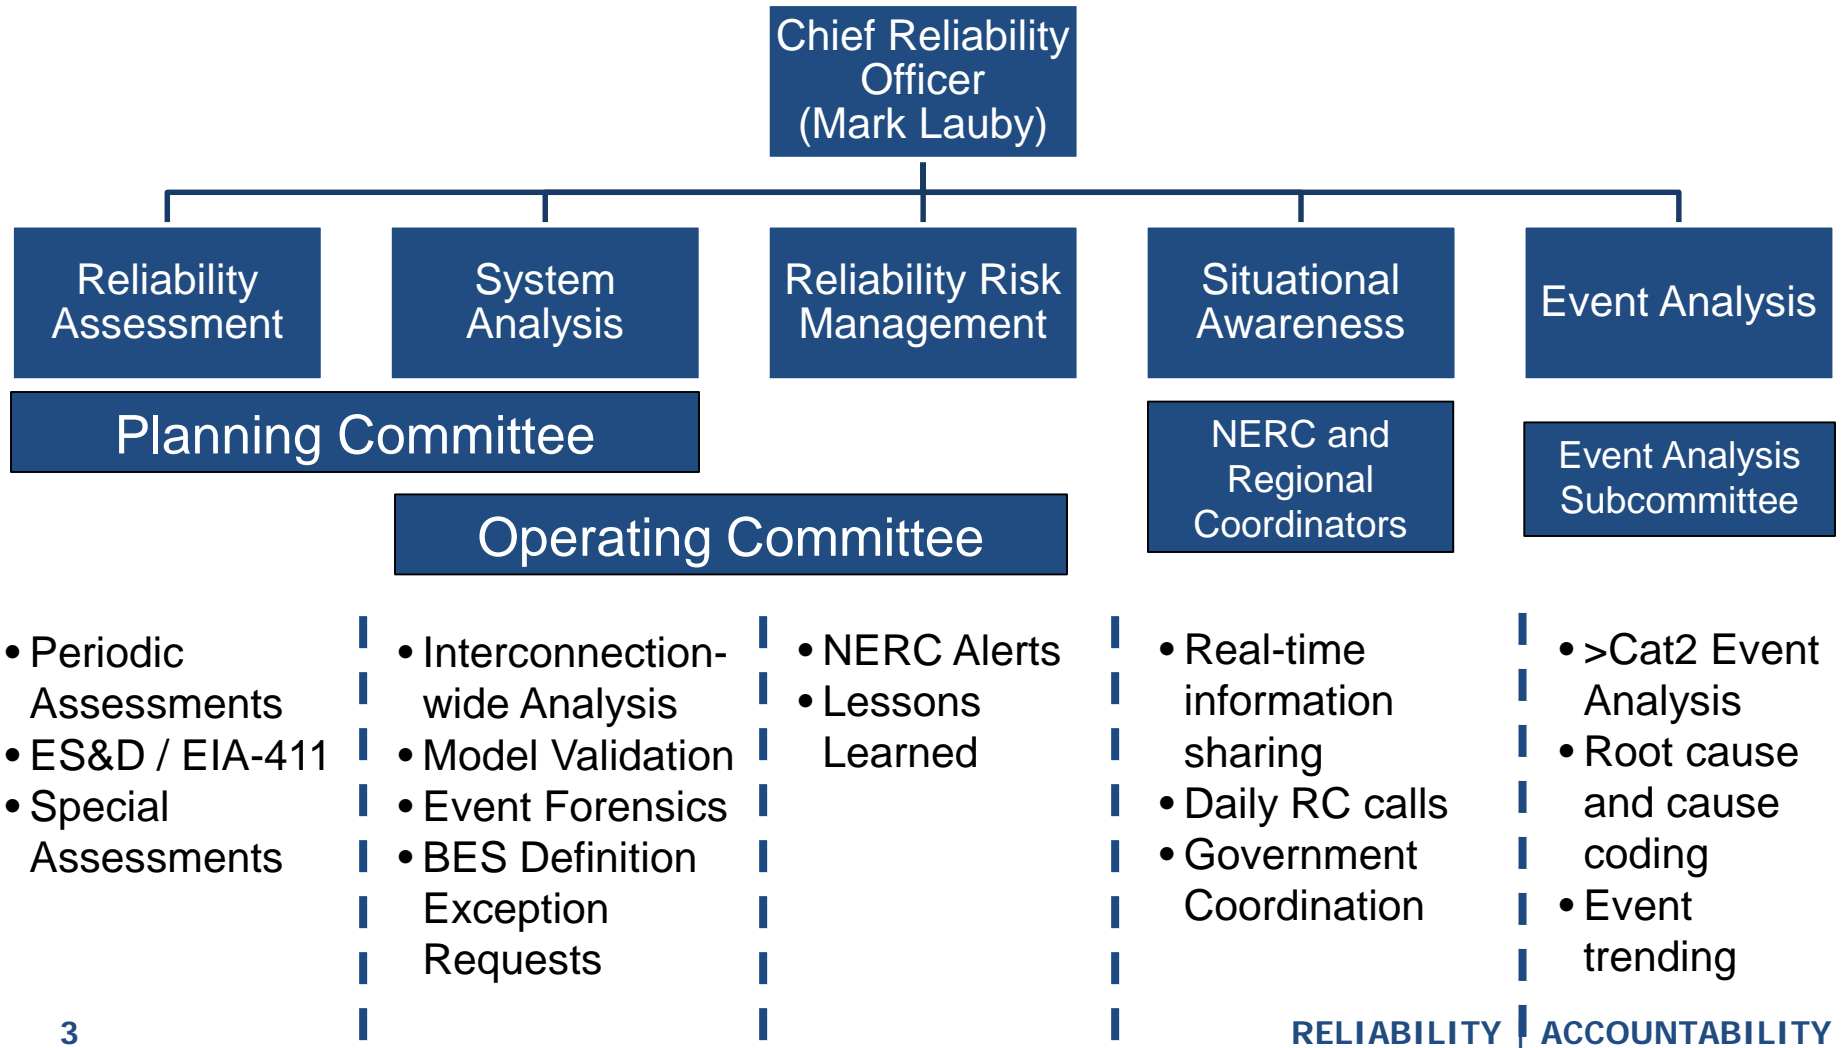 Chief Reliability
Officer
(Mark Lauby)
Reliability
Assessment
System
Analysis
Reliability Risk
Management
Situational
Awareness
Event Analysis
Planning Committee
Operating Committee
NERC and
Regional
Coordinators
Event Analysis
Subcommittee
• Periodic
Assessments
• ES&D / EIA-411
• Special
Assessments
• Interconnection-
wide Analysis
• Model Validation
• Event Forensics
• BES Definition
Exception
Requests
• NERC Alerts
• Lessons
Learned
• Real-time
information
sharing
• Daily RC calls
• Government
Coordination
• >Cat2 Event
Analysis
• Root cause
and cause
coding
• Event
trending
3
RELIABILITY | ACCOUNTABILITY